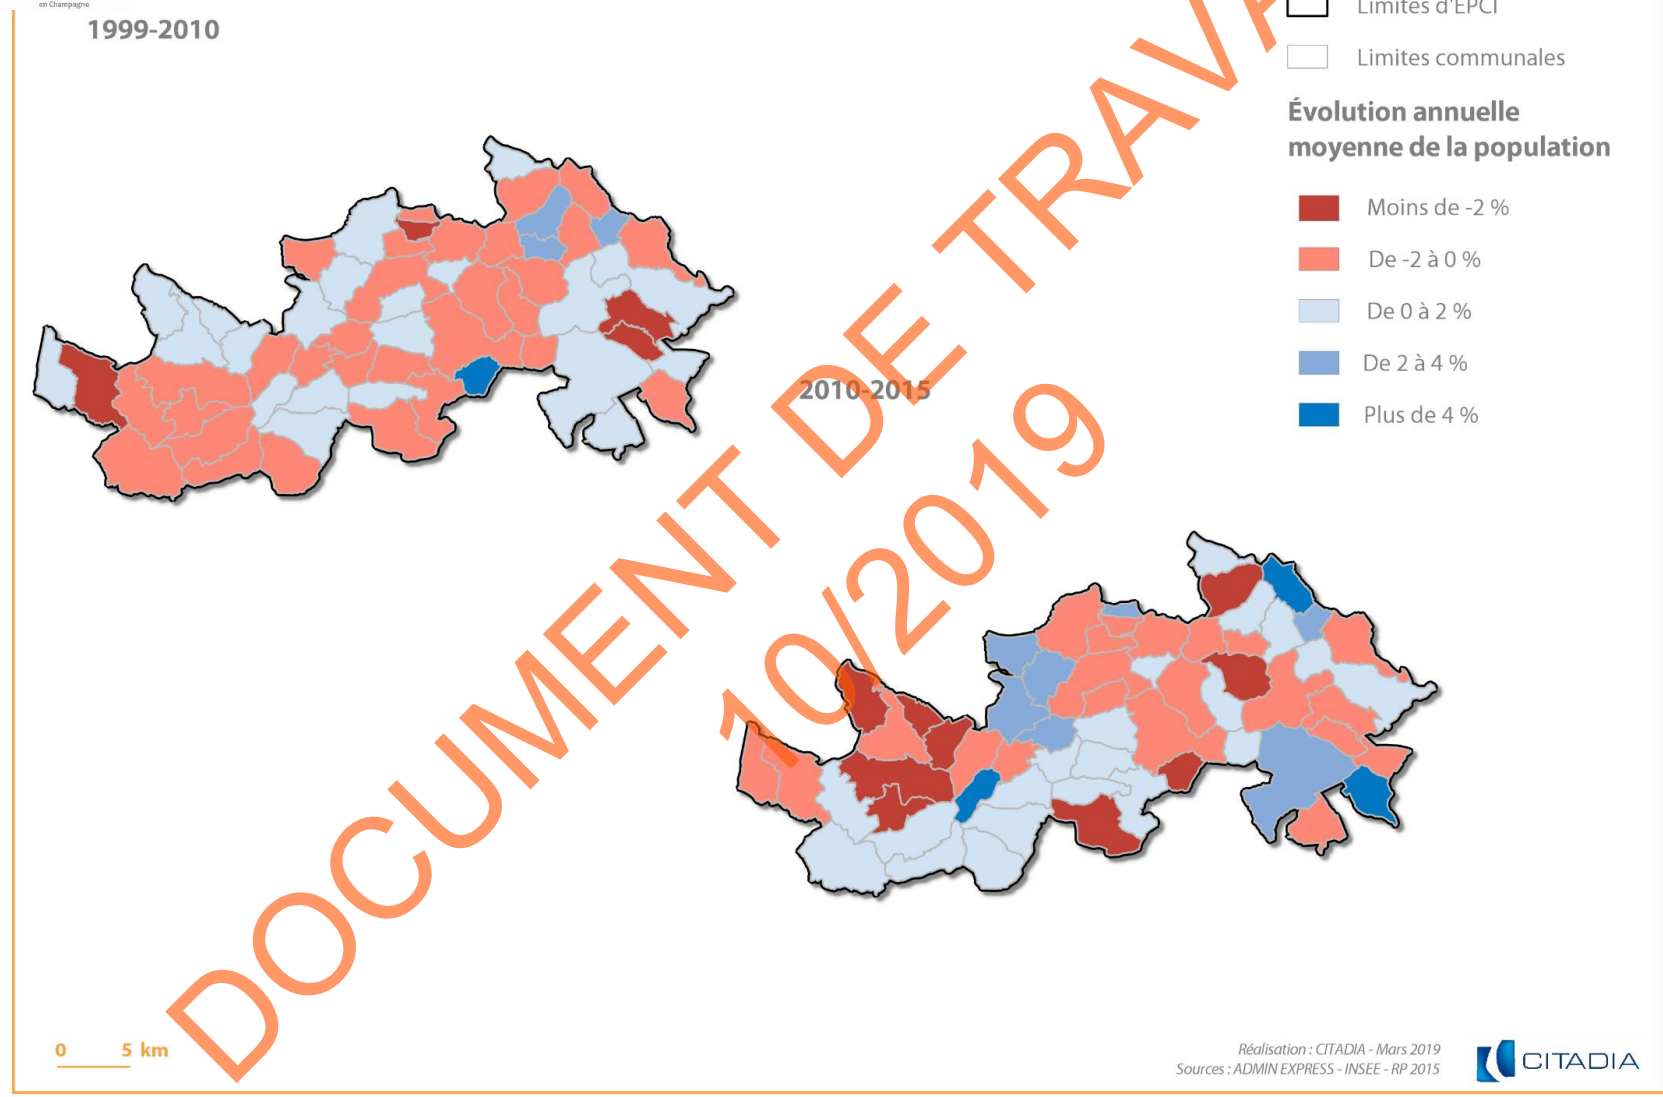 en Champagne
1999-2010
Limites d'EPCI
Limites communales
Évolution annuelle
moyenne de la population
Moins de -2 %
De -2 à 0 %
De 0 à 2 %
De 2 à 4 %
Plus de 4 %
2010-2015
DOCUMENT DE TRAVA
10/2019
0 5 km
Réalisation : CITADIA - Mars 2019
Sources : ADMIN EXPRESS - INSEE - RP 2015
CITADIA